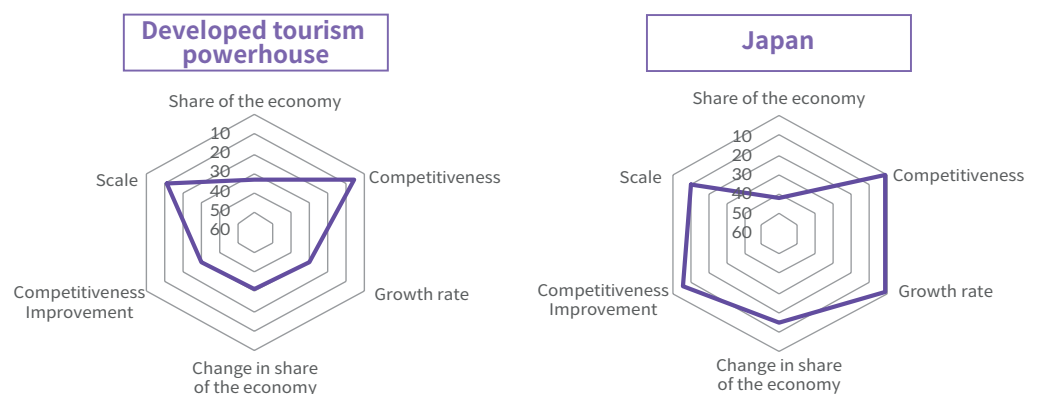 Developed tourism
powerhouse
Share of the economy
10
20
30
40
50
60
Scale
Competitiveness
Competitiveness
Improvement
Growth rate
Change in share
of the economy
Japan
Share of the economy
10
20
30
40
50
60
Scale
Competitiveness
Competitiveness
Improvement
Growth rate
Change in share
of the economy